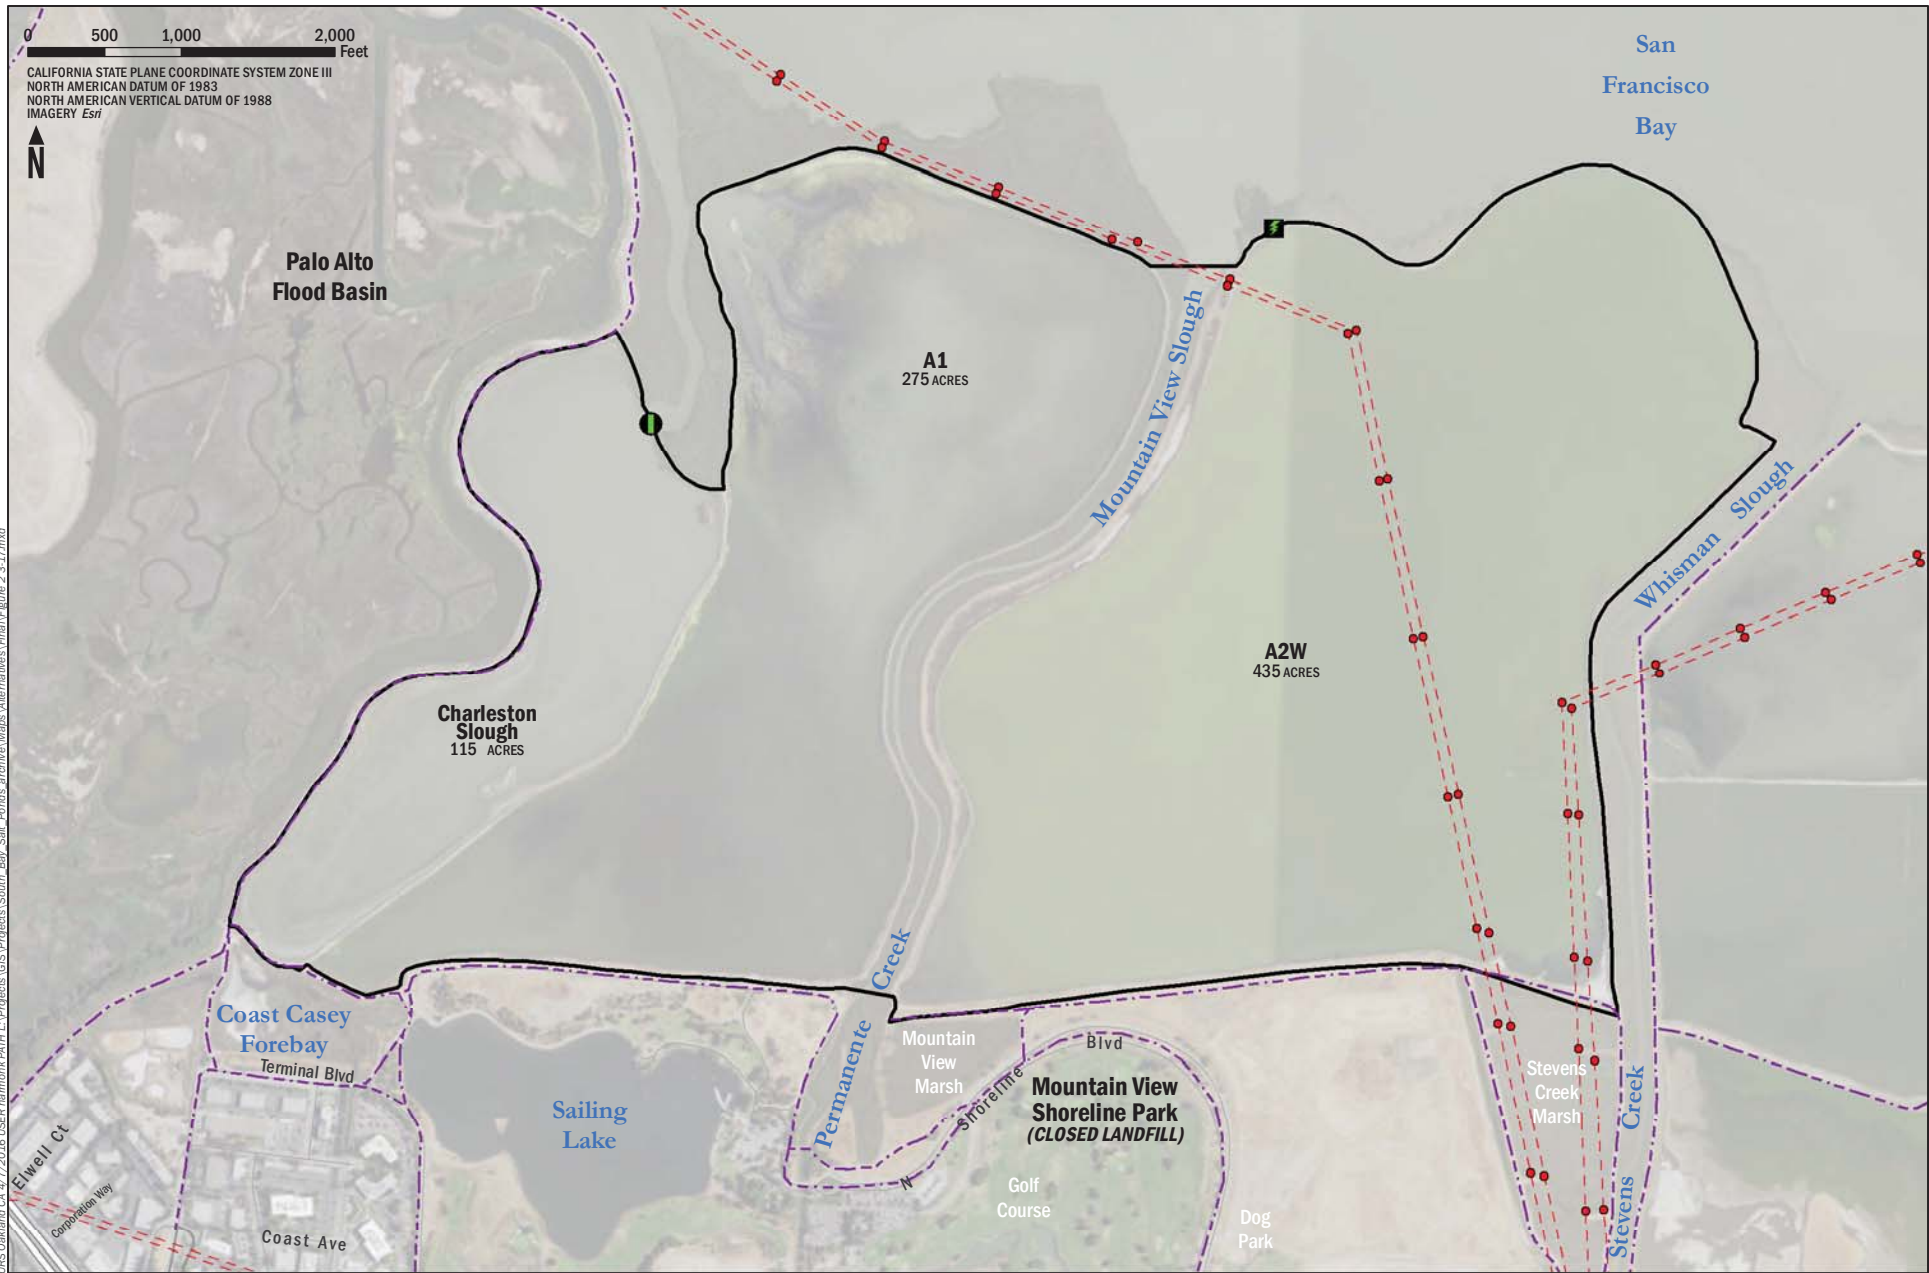 0 500 1,000 2,000
Feet
CALIFORNIA STATE PLANE COORDINATE SYSTEM ZONE III
NORTH AMERICAN DATUM OF 1983
NORTH AMERICAN VERTICAL DATUM OF 1988
IMAGERY Esri
N
San
Francisco
Bay
Palo Alto
Flood Basin
A1
275 ACRES
Mountain View Slough
Whisman Slough
A2W
435 ACRES
Charleston
Slough
115 ACRES
Creek
Permanente
Coast Casey
Forebay
Terminal Blvd
Mountain
View
Marsh
Blvd
Shoreline
N
Mountain View
Shoreline Park
(CLOSED LANDFILL)
Stevens
Creek
Marsh
Creek
Stevens
Sailing
Lake
Golf
Course
Dog
Park
Elwell Ct
Corporation Way
Coast Ave